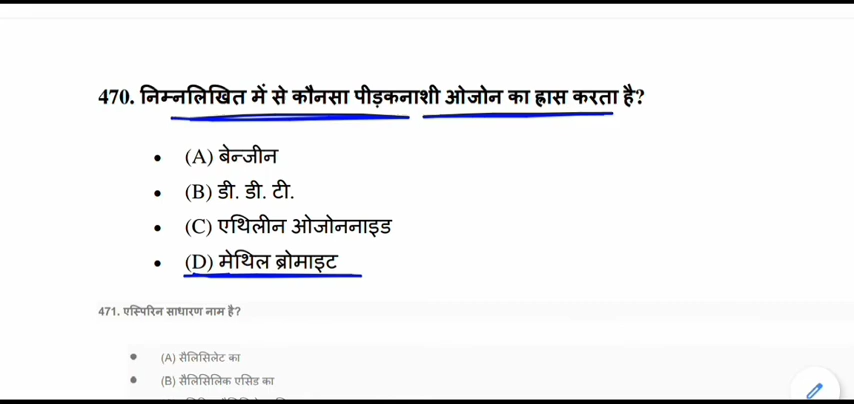 470. निम्नलिखित में से कौनसा पीड़कनाशी ओजोन का ह्रास करता है?
(A) बेन्जीन
(B) डी. डी. टी.
(C) एथिलीन ओजोननाइड
(D) मेथिल ब्रोमाइट
471. एस्पिरिन साधारण नाम है?
(A) सैलिसिलेट का
(B) सैलिसिलिक एसिड का